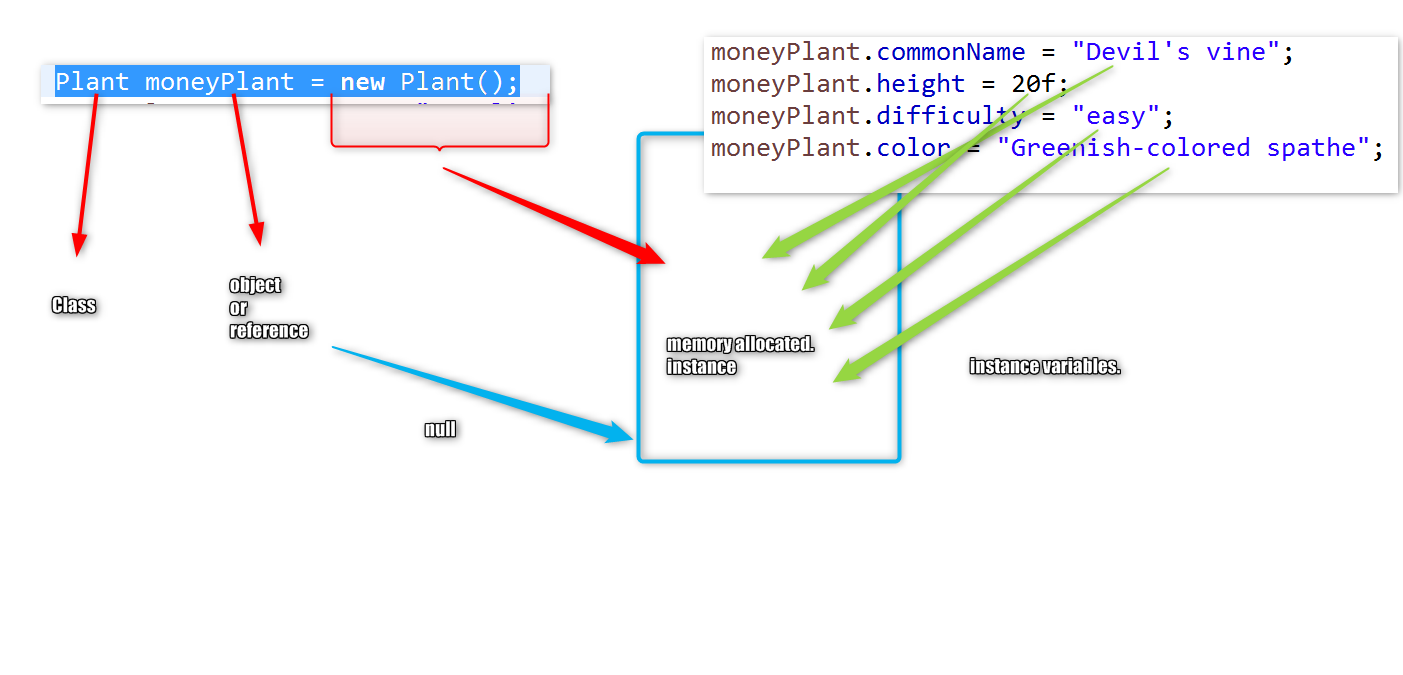 Plant moneyPlant = new Plant();
moneyPlant.commonName = "Devil's vine";
moneyPlant.height = 20f;
moneyPlant.difficulty = "easy";
moneyPlant.color = "Greenish-colored spathe";
Class
object
or
reference
null
memory allocated.
instance
instance variables.